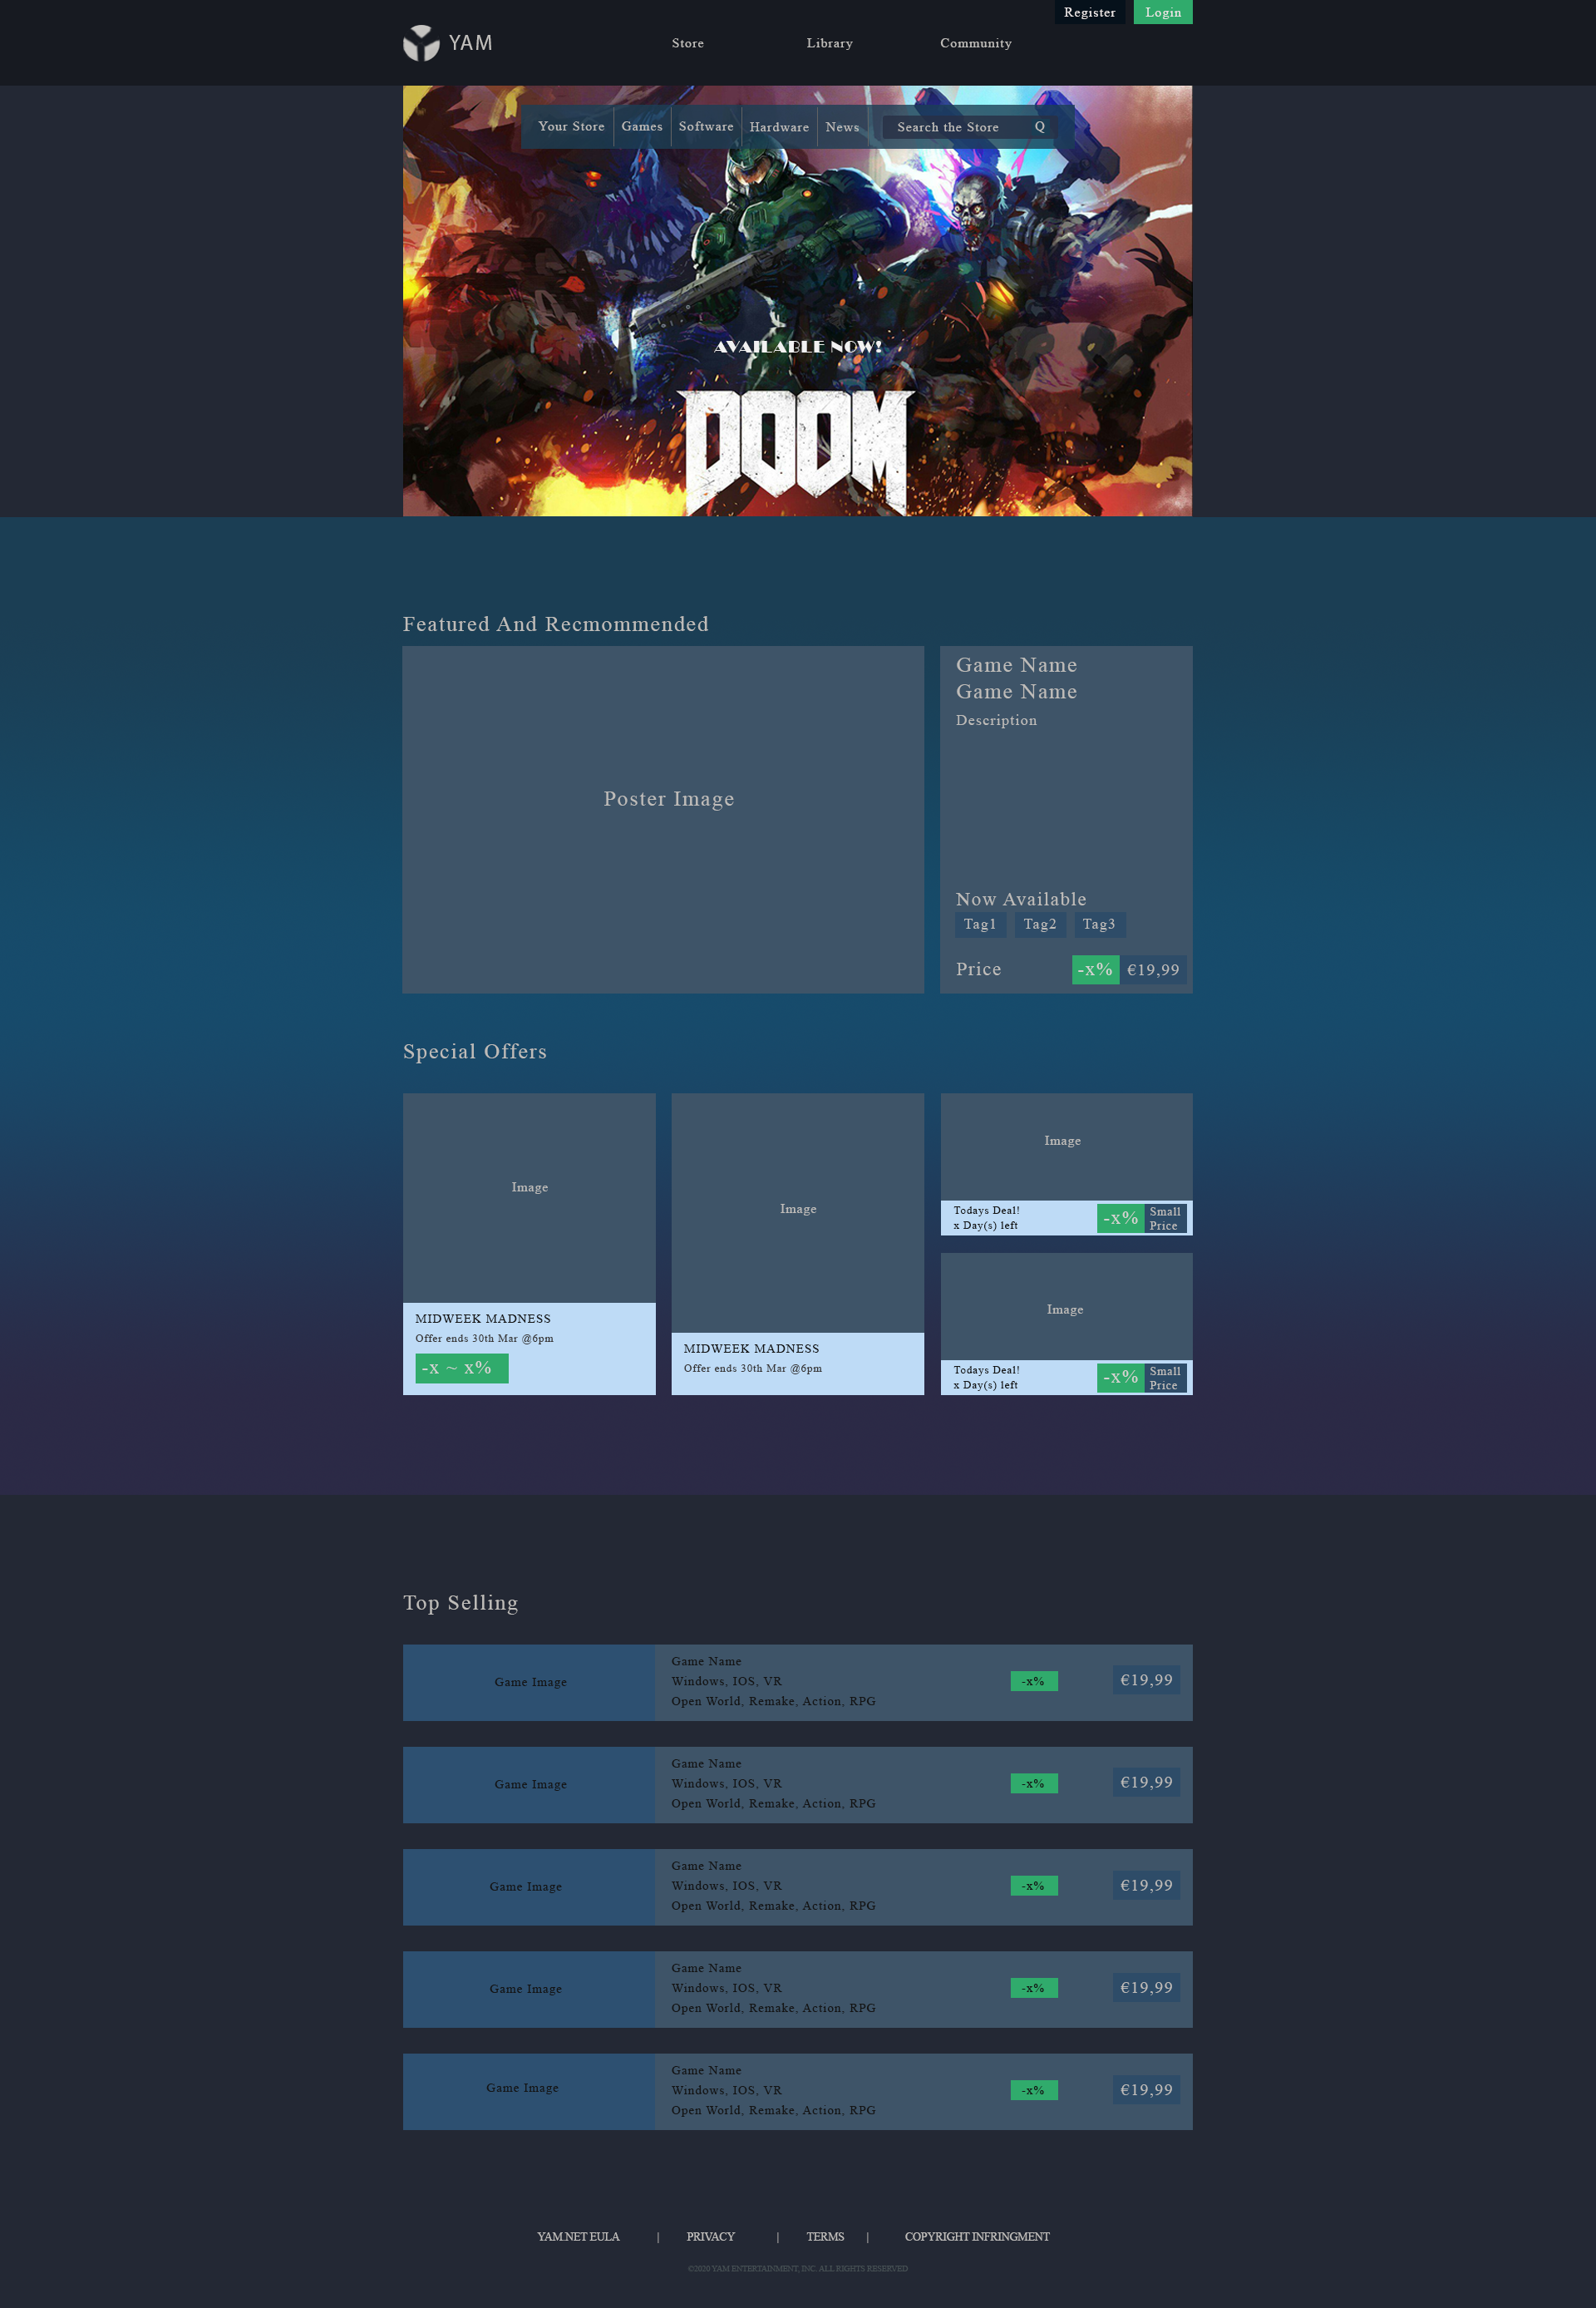 Register Login
YAM Store Library Community
Your Store Games Software Hardware News Search the Store Q
AVAILABLE NOW!
DOOM
Featured And Recmommended
Game Name
Game Name
Description
Poster Image
Now Available
Tag1 Tag2 Tag3
Price -x% €19,99
Special Offers
Image
MIDWEEK MADNESS
Offer ends 30th Mar @6pm
-x ~ x%
Image
MIDWEEK MADNESS
Offer ends 30th Mar @6pm
Image
Todays Deal!
x Day(s) left
-x%
Small
Price
Image
Todays Deal!
x Day(s) left
-x%
Small
Price
Top Selling
Game Image
Game Name
Windows, IOS, VR
Open World, Remake, Action, RPG
-x% €19,99
Game Image
Game Name
Windows, IOS, VR
Open World, Remake, Action, RPG
-x% €19,99
Game Image
Game Name
Windows, IOS, VR
Open World, Remake, Action, RPG
-x% €19,99
Game Image
Game Name
Windows, IOS, VR
Open World, Remake, Action, RPG
-x% €19,99
Game Image
Game Name
Windows, IOS, VR
Open World, Remake, Action, RPG
-x% €19,99
YAM.NET EULA | PRIVACY | TERMS | COPYRIGHT INFRINGMENT
©2020 YAM ENTERTAINMENT, INC. ALL RIGHTS RESERVED